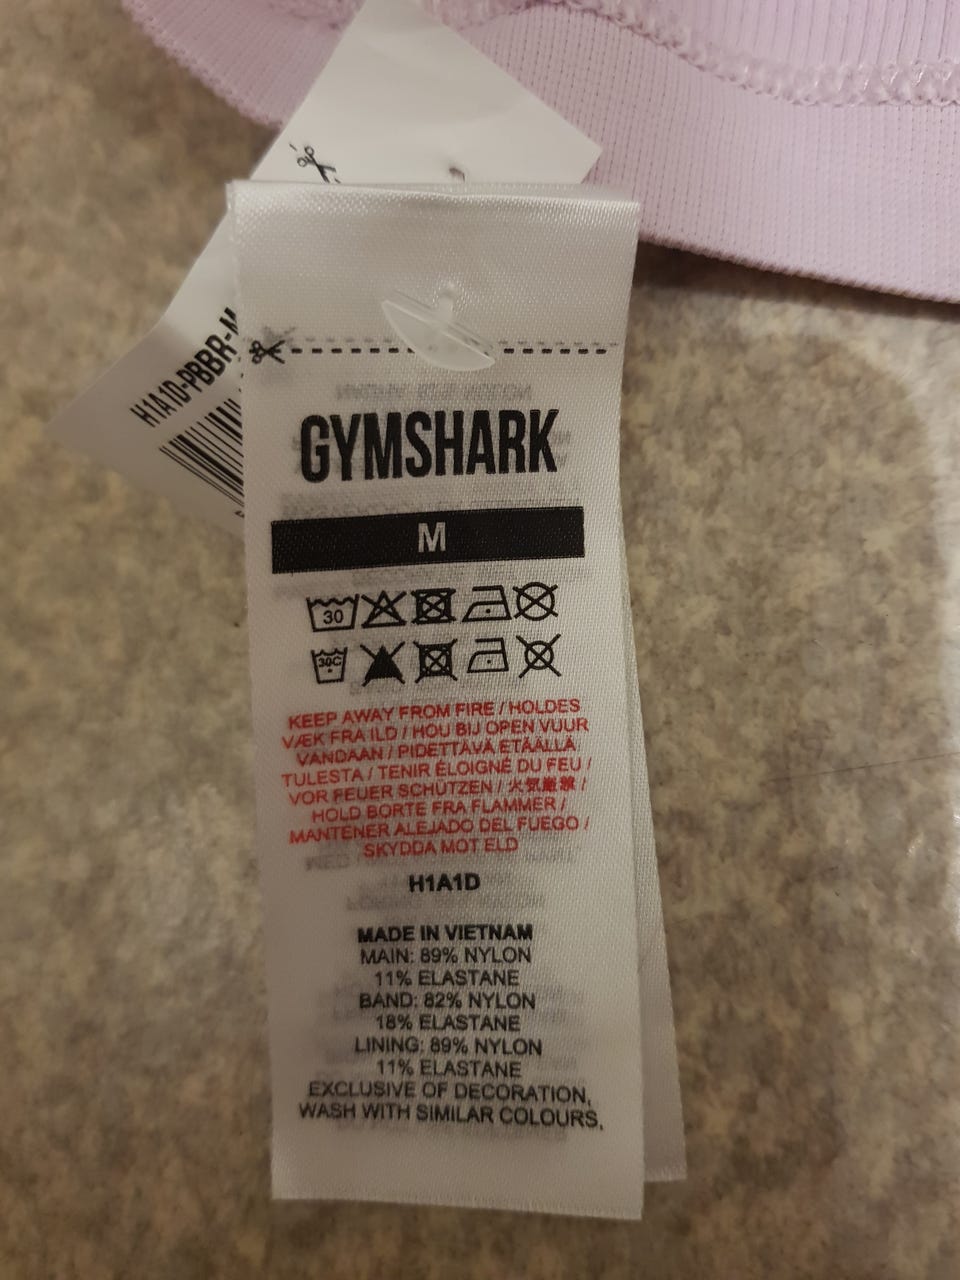 H1A1D-PBBR-M
GYMSHARK
M
30
30C
KEEP AWAY FROM FIRE / HOLDES
VÆK FRA ILD / HOU BIJ OPEN VUUR
VANDAAN / PIDETTÄVÄ ETÄÄLLÄ
TULESTA / TENIR ÉLOIGNÉ DU FEU /
VOR FEUER SCHÜTZEN / 火気厳禁 /
HOLD BORTE FRA FLAMMER /
MANTENER ALEJADO DEL FUEGO /
SKYDDA MOT ELD
H1A1D
MADE IN VIETNAM
MAIN: 89% NYLON
11% ELASTANE
BAND: 82% NYLON
18% ELASTANE
LINING: 89% NYLON
11% ELASTANE
EXCLUSIVE OF DECORATION.
WASH WITH SIMILAR COLOURS.